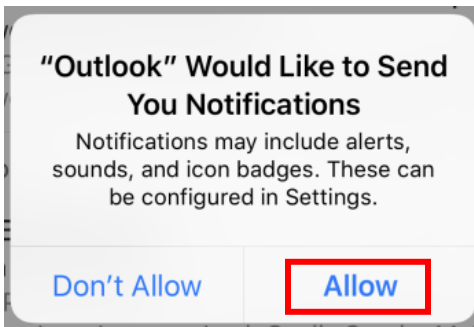 “Outlook” Would Like to Send
You Notifications
Notifications may include alerts,
sounds, and icon badges. These can
be configured in Settings.
Don’t Allow
Allow